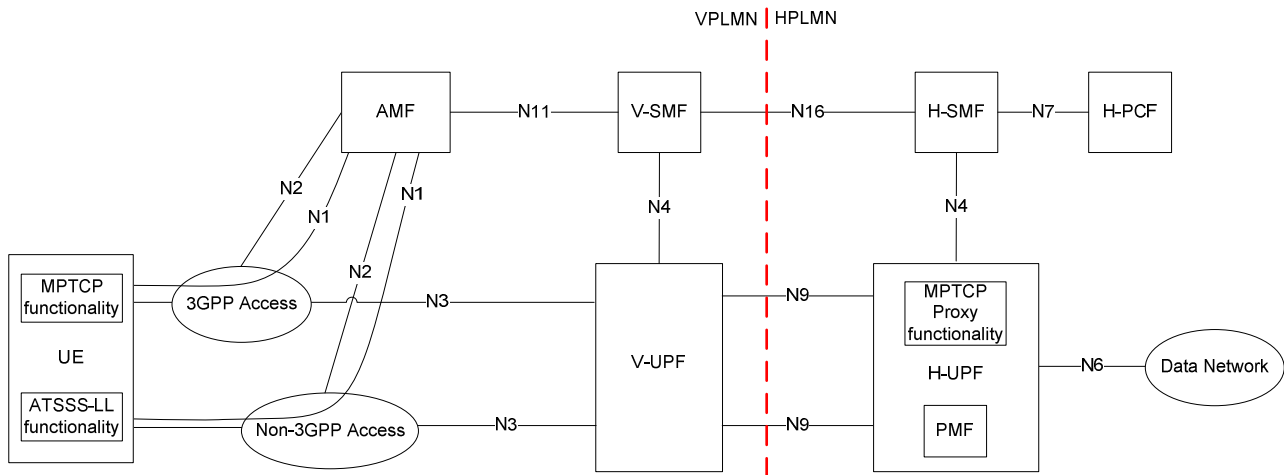 VPLMN
HPLMN
AMF
N11
V-SMF
N16
H-SMF
N7
H-PCF
N2
N1
N1
N2
N4
N4
MPTCP
functionality
UE
ATSSS-LL
functionality
3GPP Access
N3
Non-3GPP Access
N3
V-UPF
N9
N9
MPTCP
Proxy
functionality
H-UPF
PMF
N6
Data Network